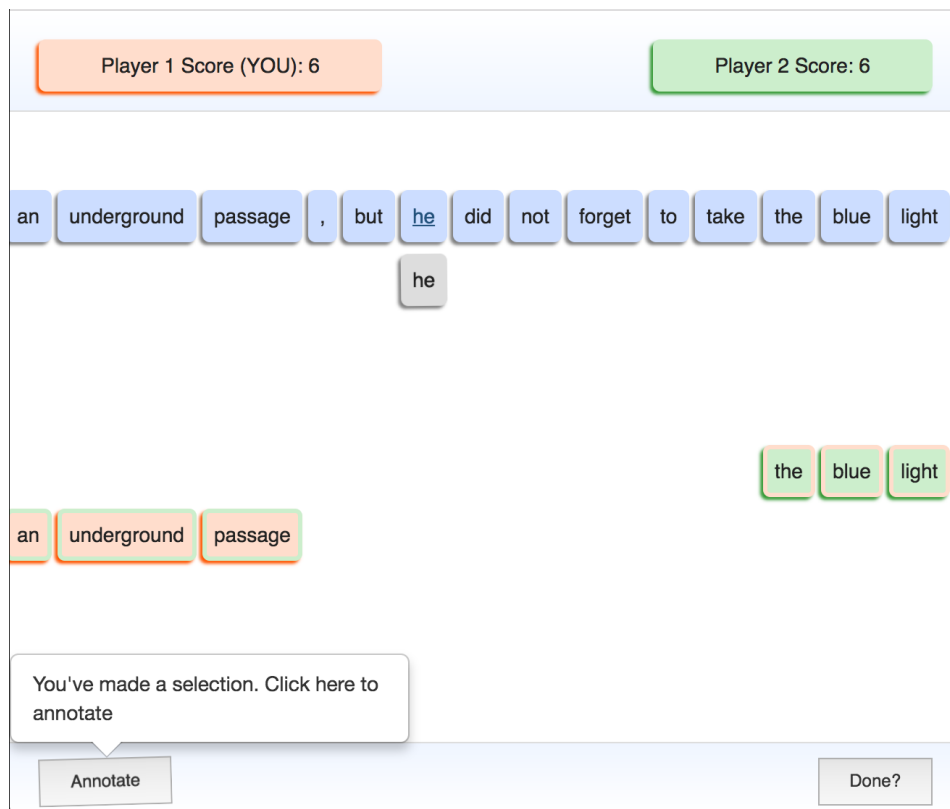 Player 1 Score (YOU): 6 Player 2 Score: 6
an underground passage , but he did not forget to take the blue light
he
the blue light
an underground passage
You've made a selection. Click here to
annotate
Annotate Done?